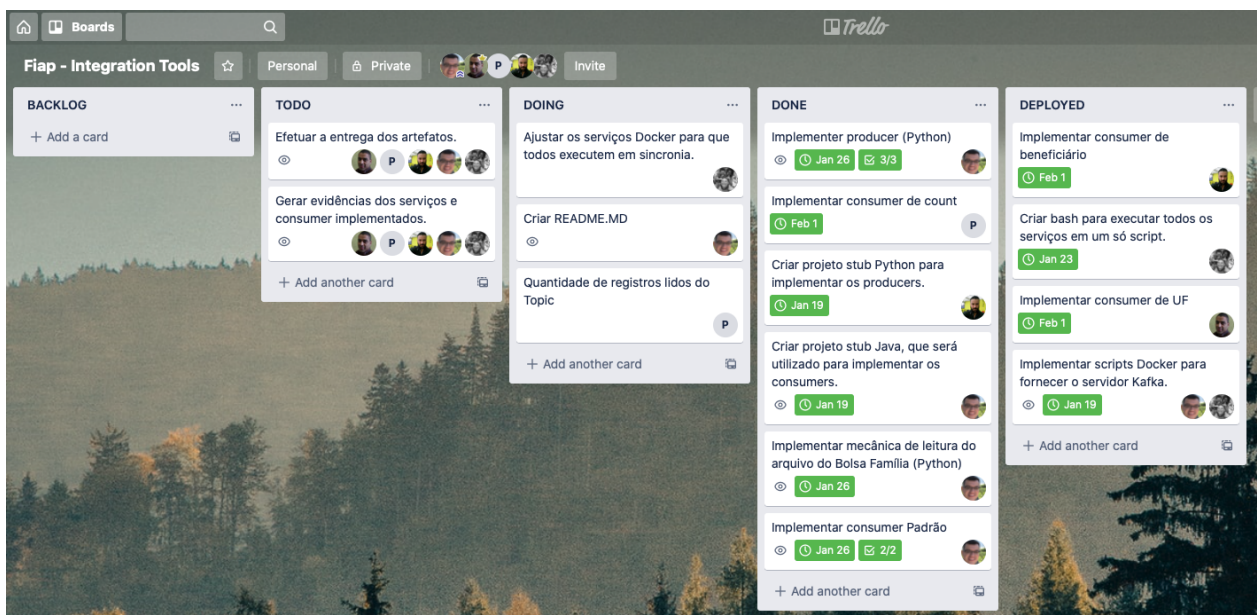 Boards
Trello
Fiap - Integration Tools
Personal
Private
P
Invite
BACKLOG
+ Add a card
TODO
Efetuar a entrega dos artefatos.
P
Gerar evidências dos serviços e
consumer implementados.
P
+ Add another card
DOING
Ajustar os serviços Docker para que
todos executem em sincronia.
Criar README.MD
Quantidade de registros lidos do
Topic
P
+ Add another card
DONE
Implementer producer (Python)
Jan 26 3/3
Implementar consumer de count
Feb 1
P
Criar projeto stub Python para
implementar os producers.
Jan 19
Criar projeto stub Java, que será
utilizado para implementar os
consumers.
Jan 19
Implementar mecânica de leitura do
arquivo do Bolsa Família (Python)
Jan 26
Implementar consumer Padrão
Jan 26 2/2
+ Add another card
DEPLOYED
Implementar consumer de
beneficiário
Feb 1
Criar bash para executar todos os
serviços em um só script.
Jan 23
Implementar consumer de UF
Feb 1
Implementar scripts Docker para
fornecer o servidor Kafka.
Jan 19
+ Add another card